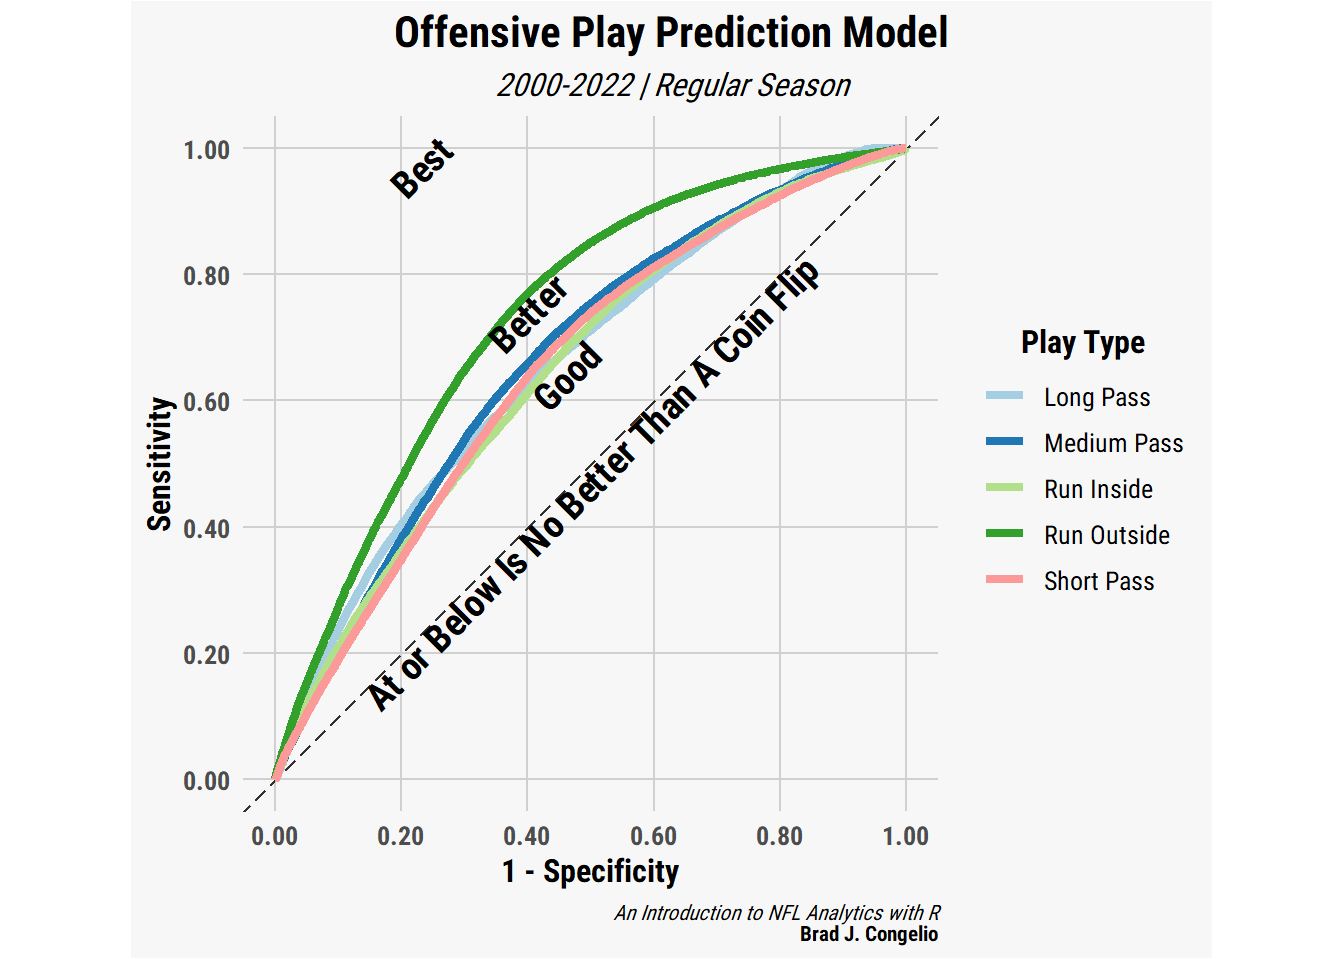 Offensive Play Prediction Model
2000-2022 | Regular Season
Best
Better
Good
At or Below Is No Better Than A Coin Flip
Sensitivity
1.00
0.80
0.60
0.40
0.20
0.00
0.00 0.20 0.40 0.60 0.80 1.00
1 - Specificity
Play Type
Long Pass
Medium Pass
Run Inside
Run Outside
Short Pass
An Introduction to NFL Analytics with R
Brad J. Congelio